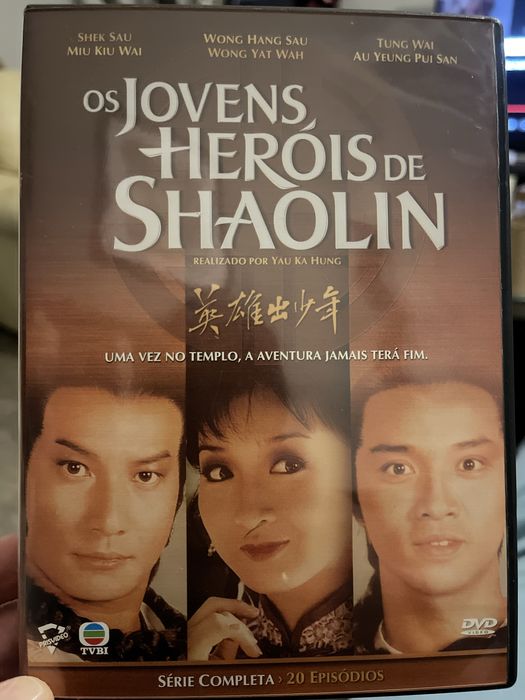 SHEK SAU
MIU KIU WAI
WONG HANG SAU
WONG YAT WAH
TUNG WAI
AU YEUNG PUI SAN
OS JOVENS
HERÓIS DE
SHAOLIN
REALIZADO POR YAU KA HUNG
英雄出少年
UMA VEZ NO TEMPLO, A AVENTURA JAMAIS TERÁ FIM.
PRISVIDEO
TVBI
DVD
VIDEO
SÉRIE COMPLETA > 20 EPISÓDIOS